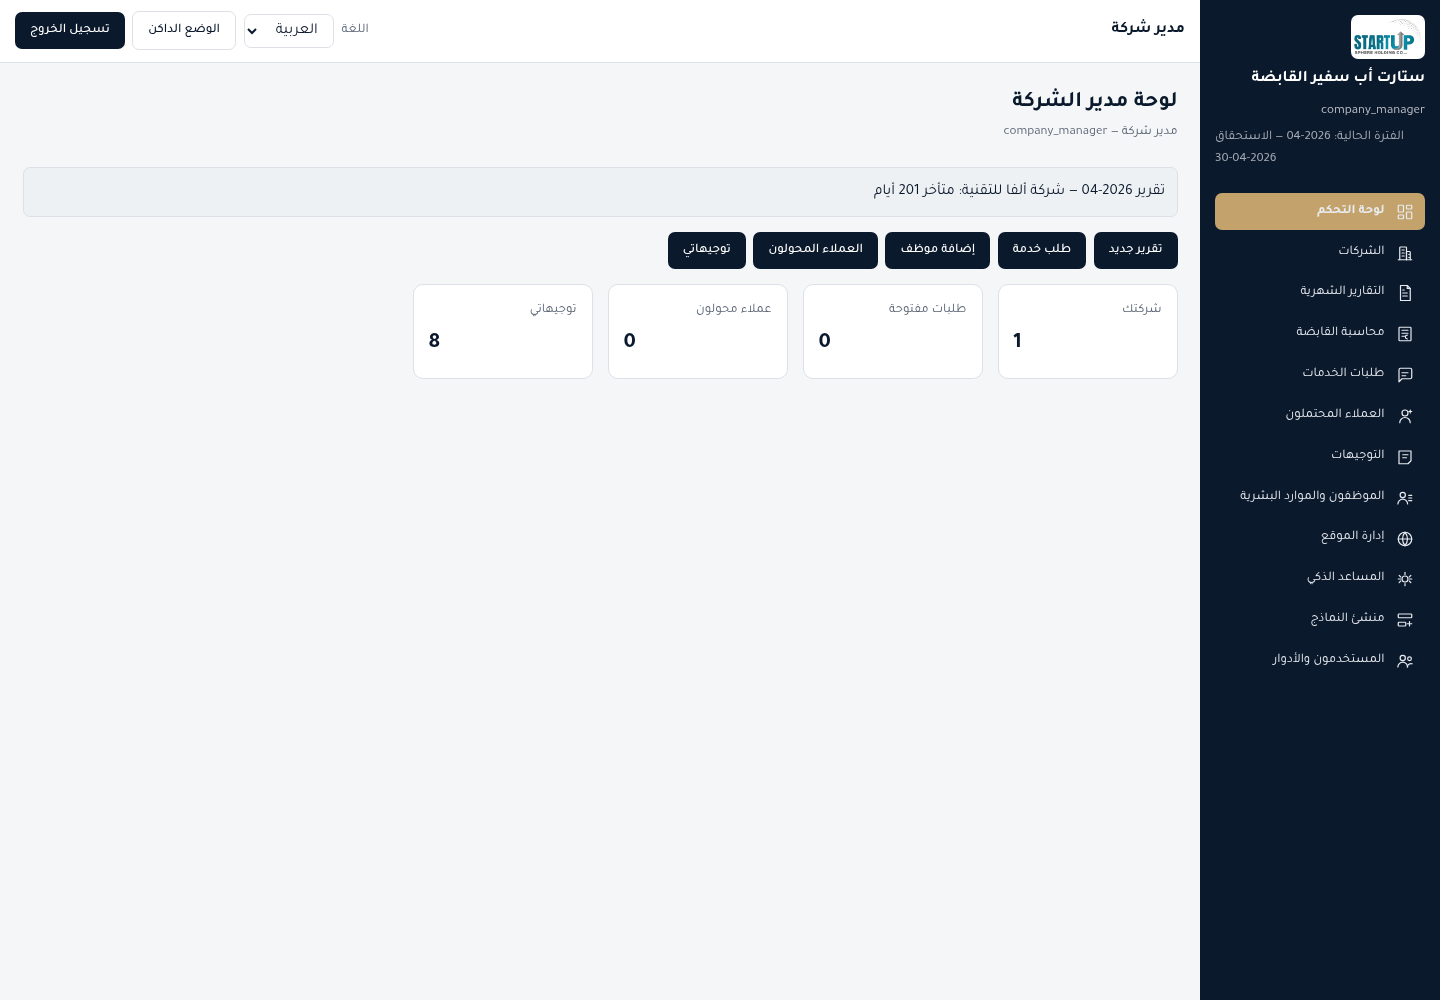 STARTUP
SPHERE HOLDING CO...
ستارت أب سفير القابضة
company_manager
الفترة الحالية: 2026-04 — الاستحقاق
2026-04-30
لوحة التحكم
الشركات
التقارير الشهرية
محاسبة القابضة
طلبات الخدمات
العملاء المحتملون
التوجيهات
الموظفون والموارد البشرية
إدارة الموقع
المساعد الذكي
منشئ النماذج
المستخدمون والأدوار
مدير شركة
اللغة
العربية
الوضع الداكن
تسجيل الخروج
لوحة مدير الشركة
مدير شركة — company_manager
تقرير 2026-04 — شركة ألفا للتقنية: متأخر 201 أيام
تقرير جديد
طلب خدمة
إضافة موظف
العملاء المحولون
توجيهاتي
شركتك
1
طلبات مفتوحة
0
عملاء محولون
0
توجيهاتي
8